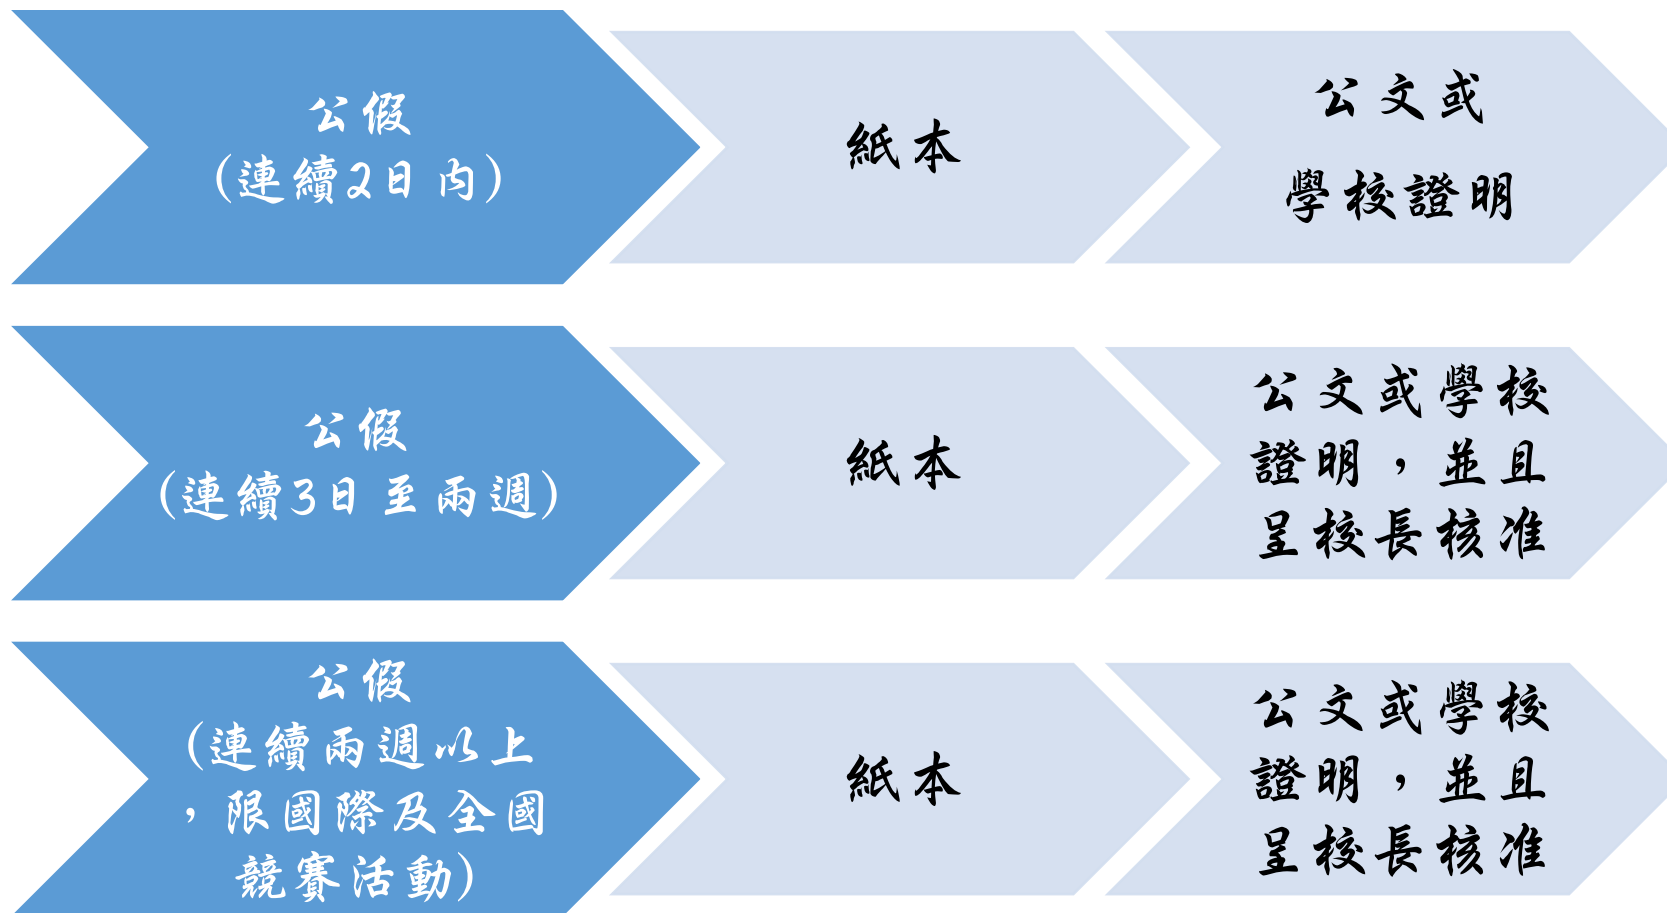 公假
(連續2日內)
紙本
公文或
學校證明
公假
(連續3日至兩週)
紙本
公文或學校
證明，並且
呈校長核准
公假
(連續兩週以上
，限國際及全國
競賽活動)
紙本
公文或學校
證明，並且
呈校長核准